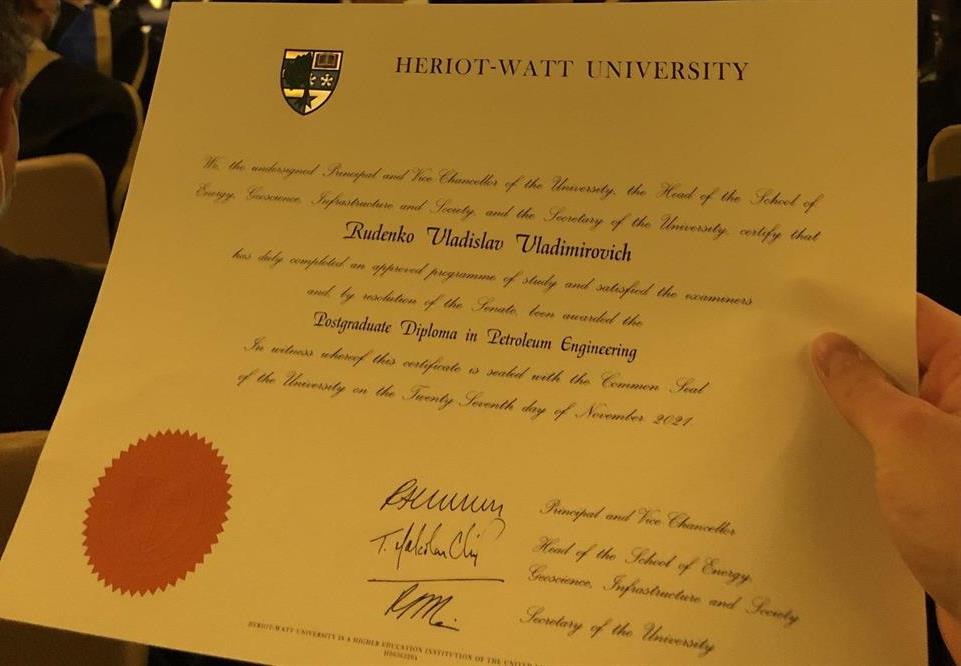 HERIOT-WATT UNIVERSITY
We, the undersigned Principal and Vice-Chancellor of the University, the Head of the School of
Energy, Geoscience, Infrastructure and Society, and the Secretary of the University, certify that
Rudenko Vladislav Vladimirovich
has duly completed an approved programme of study and satisfied the examiners
and, by resolution of the Senate, been awarded the
Postgraduate Diploma in Petroleum Engineering
In witness whereof this certificate is sealed with the Common Seal
of the University on the Twenty Seventh day of November 2021.
Principal and Vice-Chancellor
Head of the School of Energy,
Geoscience, Infrastructure and Society
Secretary of the University
HERIOT-WATT UNIVERSITY IS A HIGHER EDUCATION INSTITUTION OF THE UNITED